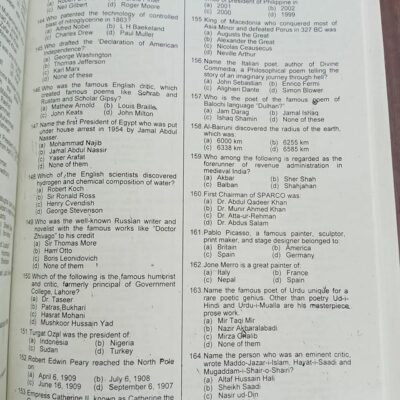 (c) Neil Gilbert (d) Roger Moore
144 Who patented the technology of controlled
blast of nitroglycerine in 1863?
(a) Alfred Nobel (b) L H Baekeland
(c) Charles Drew (d) Paul Muller
145 Who drafted the 'Declaration of American
Independence'?
(a) George Washington
(b) Thomas Jefferson
(c) Karl Marx
(d) None of these
146 Who was the famous English critic, which
created famous poems like Sohrab and
Rustam and Scholar Gipsy?
(a) Mathew Arnold (b) Louis Braille
(c) John Keats (d) John Milton
147 Name the first President of Egypt who was put
under house arrest in 1954 by Jamal Abdul
Nasser
(a) Mohammad Najib
(b) Jamal Abdul Nassir
(c) Yaser Arafat
(d) None of them
148 Which of the English scientists discovered
hydrogen and chemical composition of water?
(a) Robert Koch
(b) Sir Ronald Ross
(c) Henry Cvendish
(d) George Stevenson
149 Who was the well-known Russian writer and
novelist with the famous works like "Doctor
Zhivago" to his credit
(a) Sir Thomas More
(b) Ham Otto
(c) Boris Leonidovich
(d) None of them
150 Which of the following is the famous humbrist
and critic, formerly principal of Government
College, Lahore?
(a) Dr. Taseer
(b) Patras Bukhari
(c) Hasrat Mohani
(d) Mushkoor Hussain Yad
151 Turgat Ozal was the president of
(a) Indonesia (b) Nigeria
(c) Sudan (d) Turkey
152 Robert Edwin Peary reached the North Pole
on
(a) April 6, 1909 (b) July 6, 1908
(c) June 16, 1909 (d) September 6, 1907
153 Empress Catherine II, known as Catherine the
president of Philippine in
(a) 2001 (b) 2002
(c) 2000 (d) 1999
155 King of Macedonia who conquered most of
Asia-Minor and defeated Porus in 327 BC was
(a) Augusts the Great
(b) Alexander the Great
(c) Nicolas Ceausecus
(d) Neville Arthur
156 Name the Italian poet, author of Divine
Commedia, a Philosophical poem telling the
story of an imaginary journey through hell?
(a) John Sebastian (b) Enrico Fermi
(c) Aligheri Dante (d) Simon Blower
157 Who is the poet of the famous poem of
Balochi language "Dulhan?"
(a) Jam Darag (b) Jamal Ishaq
(c) Ishaq Shamin (d) None of these
158 Al-Bairuni discovered the radius of the earth,
which was:
(a) 6000 km (b) 6255 km
(c) 6338 km (d) 6585 km
159 Who among the following is regarded as the
forerunner of revenue administration in
medieval India?
(a) Akbar (b) Sher Shah
(c) Balban (d) Shahjahan
160 First Chairman of SPARCO was
(a) Dr. Abdul Qadeer Khan
(b) Dr. Munir Ahmed Khan
(c) Dr. Atta-ur-Rehman
(d) Dr. Abdus Salam
161 Pablo Picasso, a famous painter, sculptor,
print maker, and stage designer belonged to:
(a) Britain (b) America
(c) Spain (d) Germany
162 Jone Merro is a great painter of
(a) Italy (b) France
(c) Nepal (d) Spain
163 Name the famous poet of Urdu unique for a
rare poetic genius. Other than poetry Ud-i-
Hindi and Urdu-i-Mualla are his masterpiece
prose work.
(a) Mir Taqi Mir
(b) Nazir Akbaralabadi
(c) Mirza Ghalib
(d) None of them
164 Name the person who was an eminent critic,
wrote Maddo-Jazar-i-Islam, Hayat-i-Saadi and
Mugaddam-i-Shair-o-Shairi?
(a) Altaf Hussain Hali
(b) Sheikh Saadi
(c) Nasir ud-Din